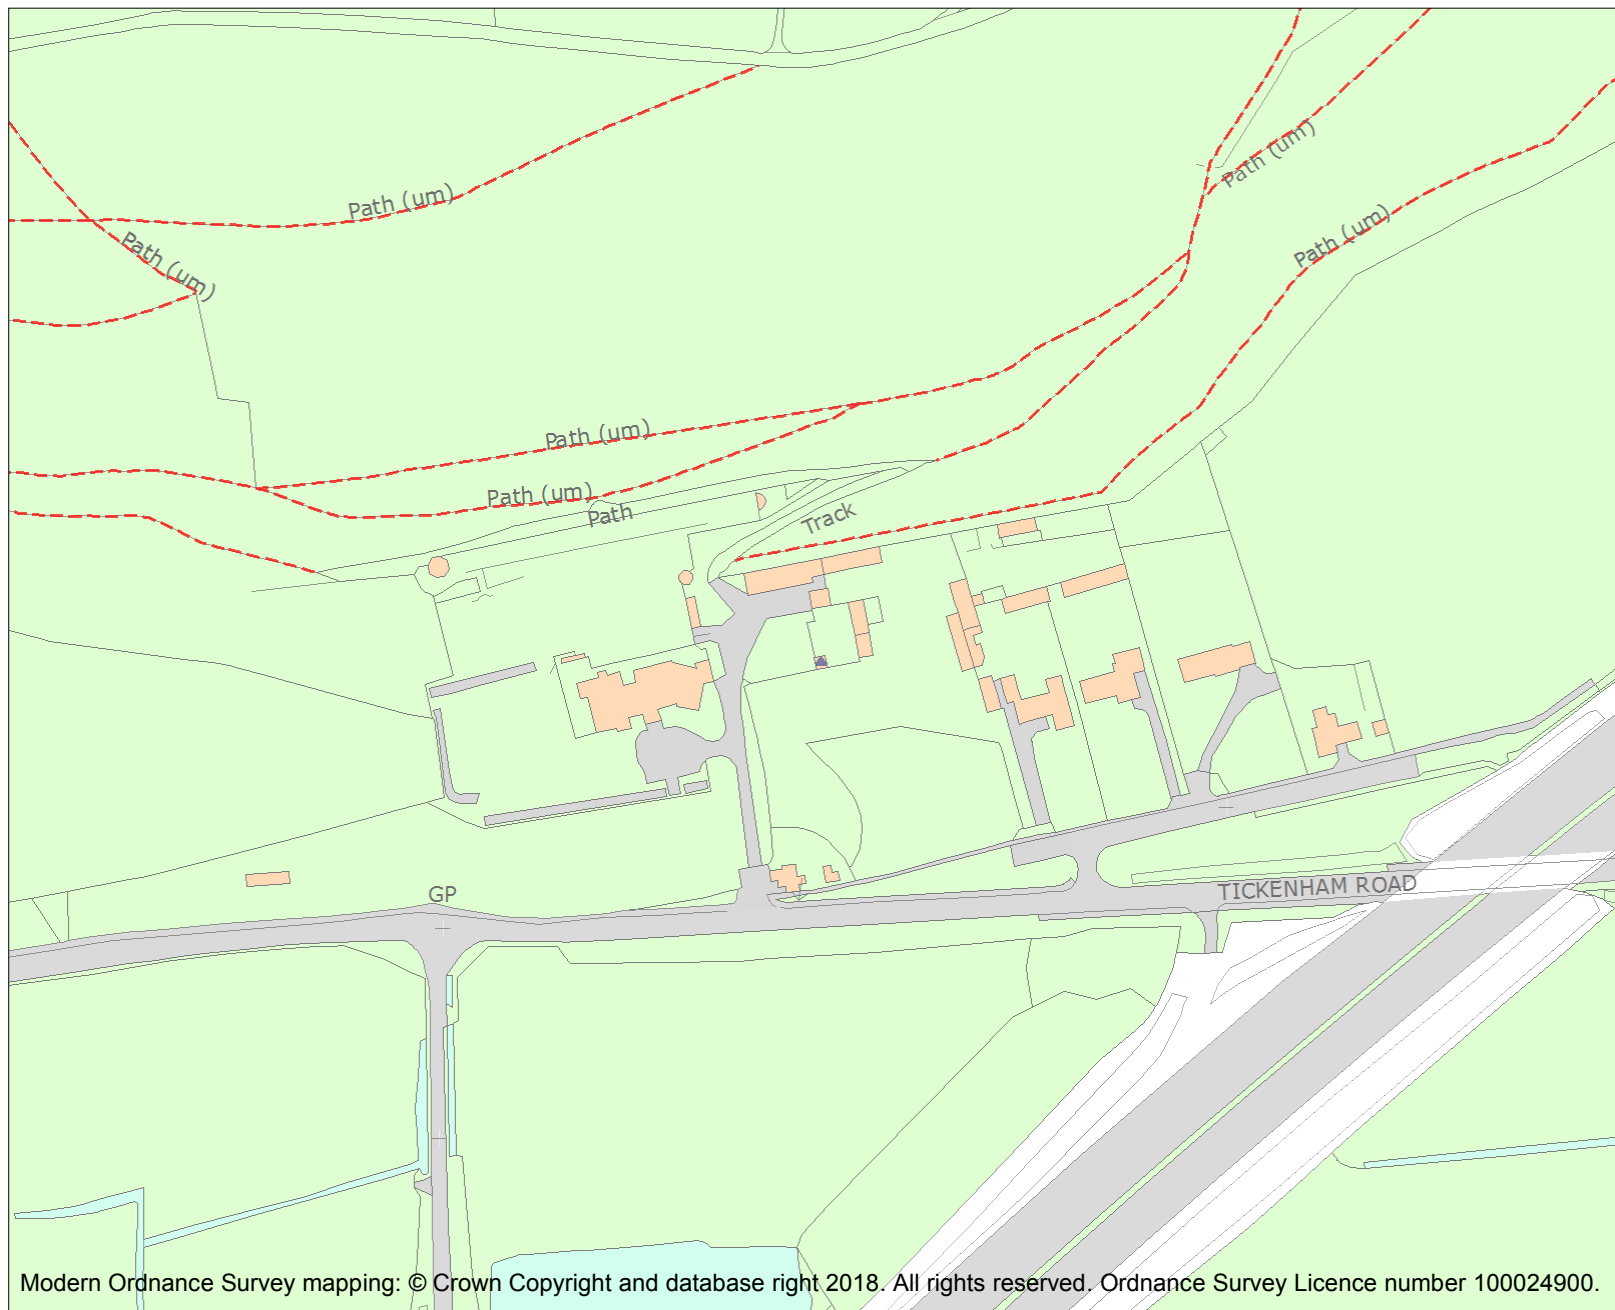 Path (um)
Path (um)
Path (um)
Path (um)
Path (um)
Path (um)
Path
Track
GP
TICKENHAM ROAD
Modern Ordnance Survey mapping: © Crown Copyright and database right 2018. All rights reserved. Ordnance Survey Licence number 100024900.